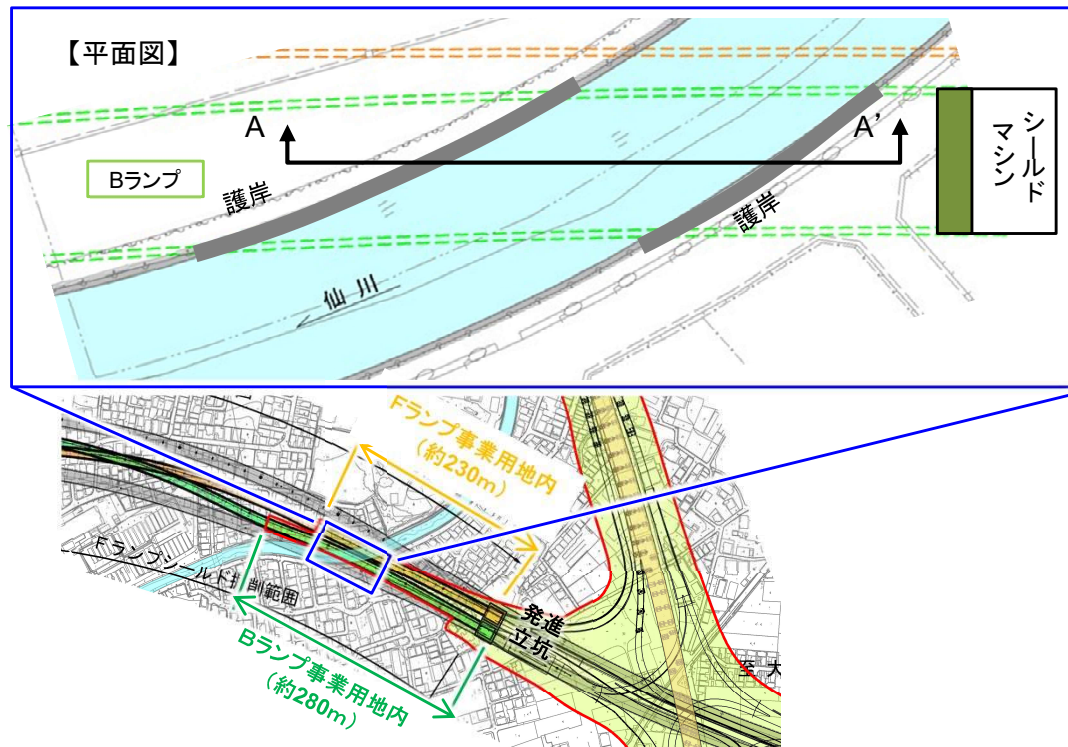 【平面図】
A
A’
Bランプ
護岸
護岸
仙川
シールド
マシン
Fランプ事業用地内
(約230m)
Fランプシールド掘削範囲
発進
立坑
Bランプ事業用地内
(約280m)
至 大